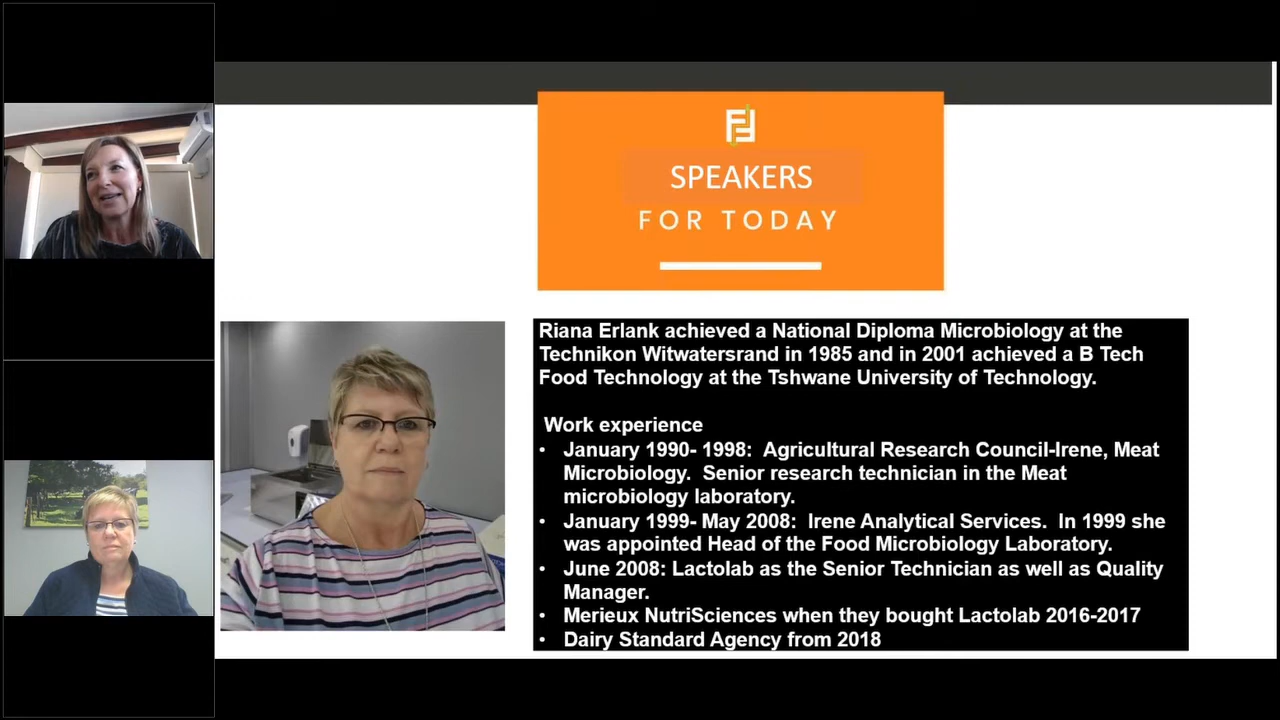 SPEAKERS
FOR TODAY
Riana Erlank achieved a National Diploma Microbiology at the
Technikon Witwatersrand in 1985 and in 2001 achieved a B Tech
Food Technology at the Tshwane University of Technology.
Work experience
• January 1990- 1998: Agricultural Research Council-Irene, Meat
Microbiology. Senior research technician in the Meat
microbiology laboratory.
• January 1999- May 2008: Irene Analytical Services. In 1999 she
was appointed Head of the Food Microbiology Laboratory.
• June 2008: Lactolab as the Senior Technician as well as Quality
Manager.
• Merieux NutriSciences when they bought Lactolab 2016-2017
• Dairy Standard Agency from 2018